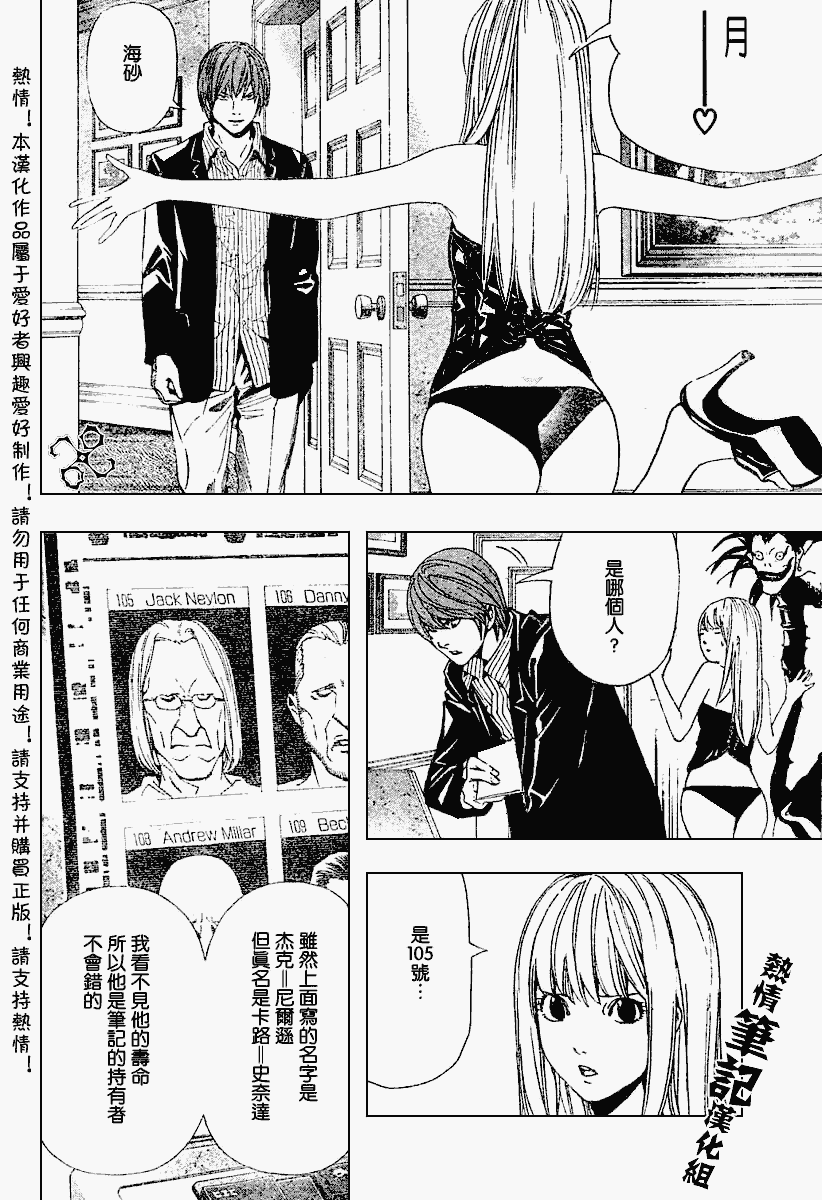 月
海砂
是哪個人？
105 Jack Neylon
106 Danny
108 Andrew Millar
109 Bec
是
105
號…
雖然上面寫的名字是
杰克＝尼爾遜
但真名是卡路＝史奈達
我看不見他的壽命
所以他是筆記的持有者
不會錯的
熱情！本漢化作品屬于愛好者興趣愛好制作！請勿用于任何商業用途！請支持并購買正版！請支持熱情！
熱情筆記漢化組